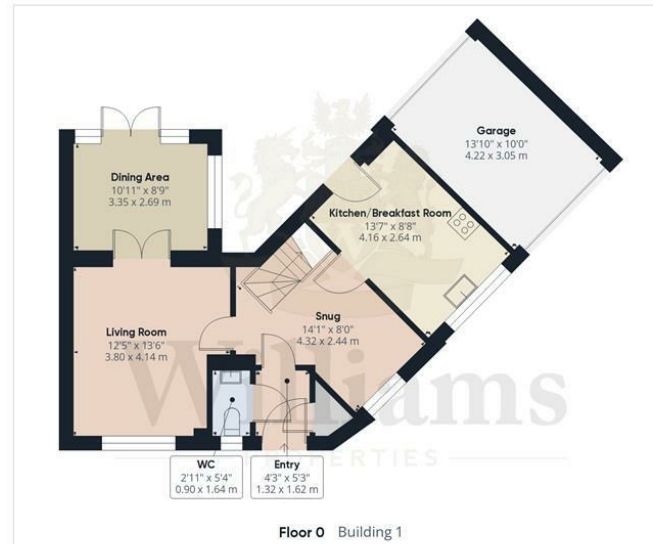 Garage
13'10" x 10'0"
4.22 x 3.05 m
Dining Area
10'11" x 8'9"
3.35 x 2.69 m
Kitchen/Breakfast Room
13'7" x 8'8"
4.16 x 2.64 m
Snug
14'1" x 8'0"
4.32 x 2.44 m
Living Room
12'5" x 13'6"
3.80 x 4.14 m
Williams
PROPERTIES
WC
2'11" x 5'4"
0.90 x 1.64 m
Entry
4'3" x 5'3"
1.32 x 1.62 m
Floor 0 Building 1